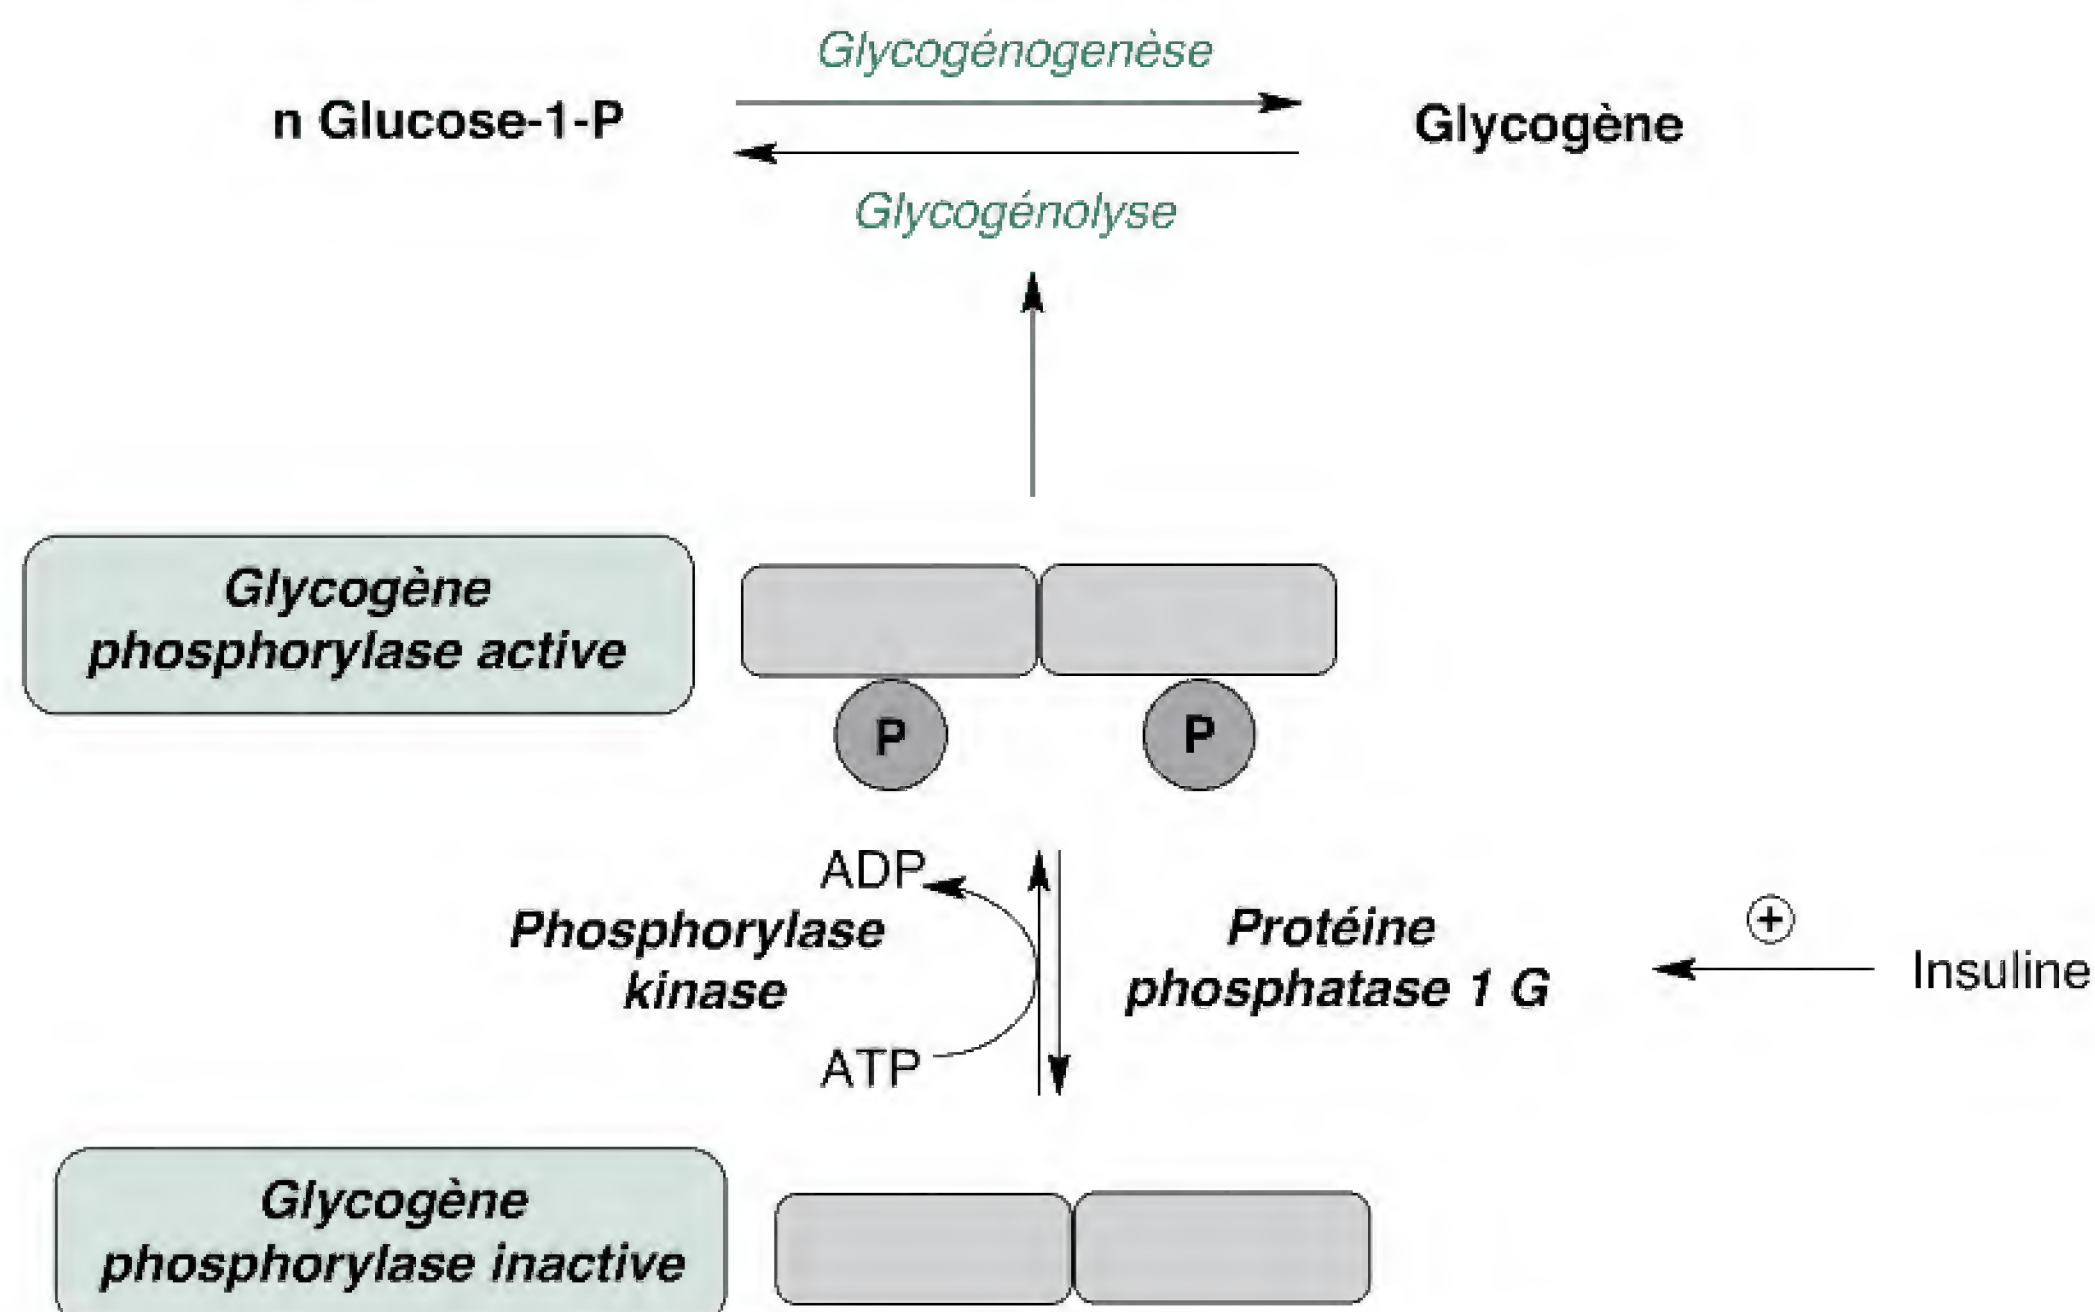 Glycogénogenèse
n Glucose-1-P
Glycogène
Glycogénolyse
Glycogène
phosphorylase active
P
P
ADP
Phosphorylase
kinase
ATP
Protéine
phosphatase 1 G
+
Insuline
Glycogène
phosphorylase inactive